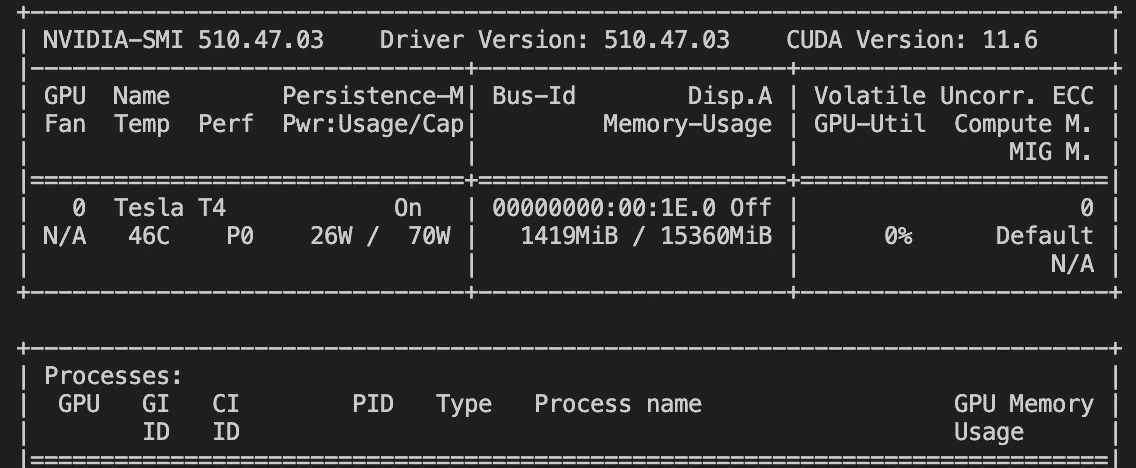 +-----------------------------------------------------------------------------+
| NVIDIA-SMI 510.47.03    Driver Version: 510.47.03    CUDA Version: 11.6     |
|-------------------------------+----------------------+----------------------+
| GPU  Name        Persistence-M| Bus-Id        Disp.A | Volatile Uncorr. ECC |
| Fan  Temp  Perf  Pwr:Usage/Cap|         Memory-Usage | GPU-Util  Compute M. |
|                               |                      |               MIG M. |
|===============================+======================+======================|
|   0  Tesla T4            On   | 00000000:00:1E.0 Off |                    0 |
| N/A   46C    P0    26W /  70W |   1419MiB / 15360MiB |      0%      Default |
|                               |                      |                  N/A |
+-------------------------------+----------------------+----------------------+

+-----------------------------------------------------------------------------+
| Processes:                                                                  |
|  GPU   GI   CI        PID   Type   Process name                  GPU Memory |
|        ID   ID                                                   Usage      |
|=============================================================================|